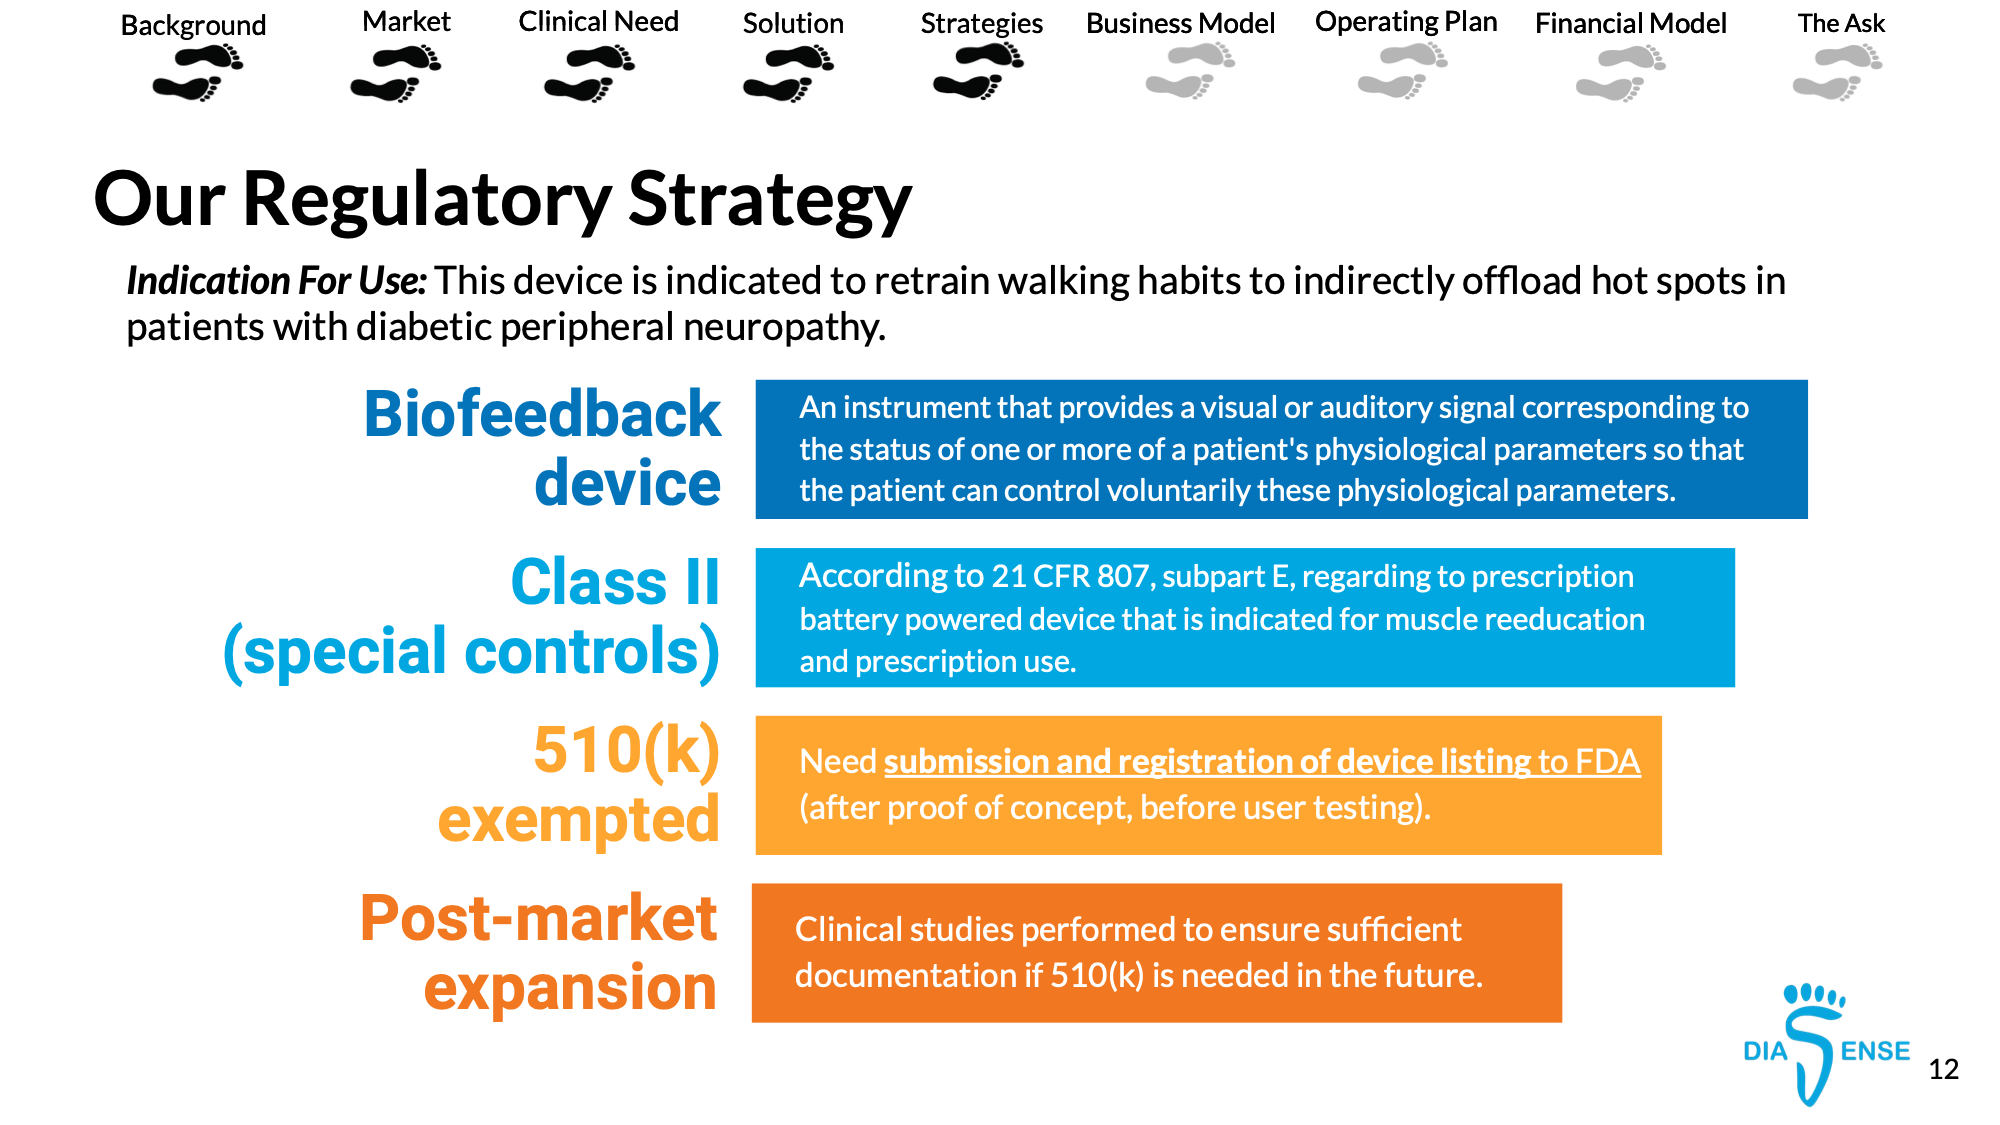 Background
Market
Clinical Need
Solution
Strategies
Business Model
Operating Plan
Financial Model
The Ask
Our Regulatory Strategy
Indication For Use: This device is indicated to retrain walking habits to indirectly offload hot spots in
patients with diabetic peripheral neuropathy.
Biofeedback
device
An instrument that provides a visual or auditory signal corresponding to
the status of one or more of a patient's physiological parameters so that
the patient can control voluntarily these physiological parameters.
Class II
(special controls)
According to 21 CFR 807, subpart E, regarding to prescription
battery powered device that is indicated for muscle reeducation
and prescription use.
510(k)
exempted
Need submission and registration of device listing to FDA
(after proof of concept, before user testing).
Post-market
expansion
Clinical studies performed to ensure sufficient
documentation if 510(k) is needed in the future.
DIASENSE
12